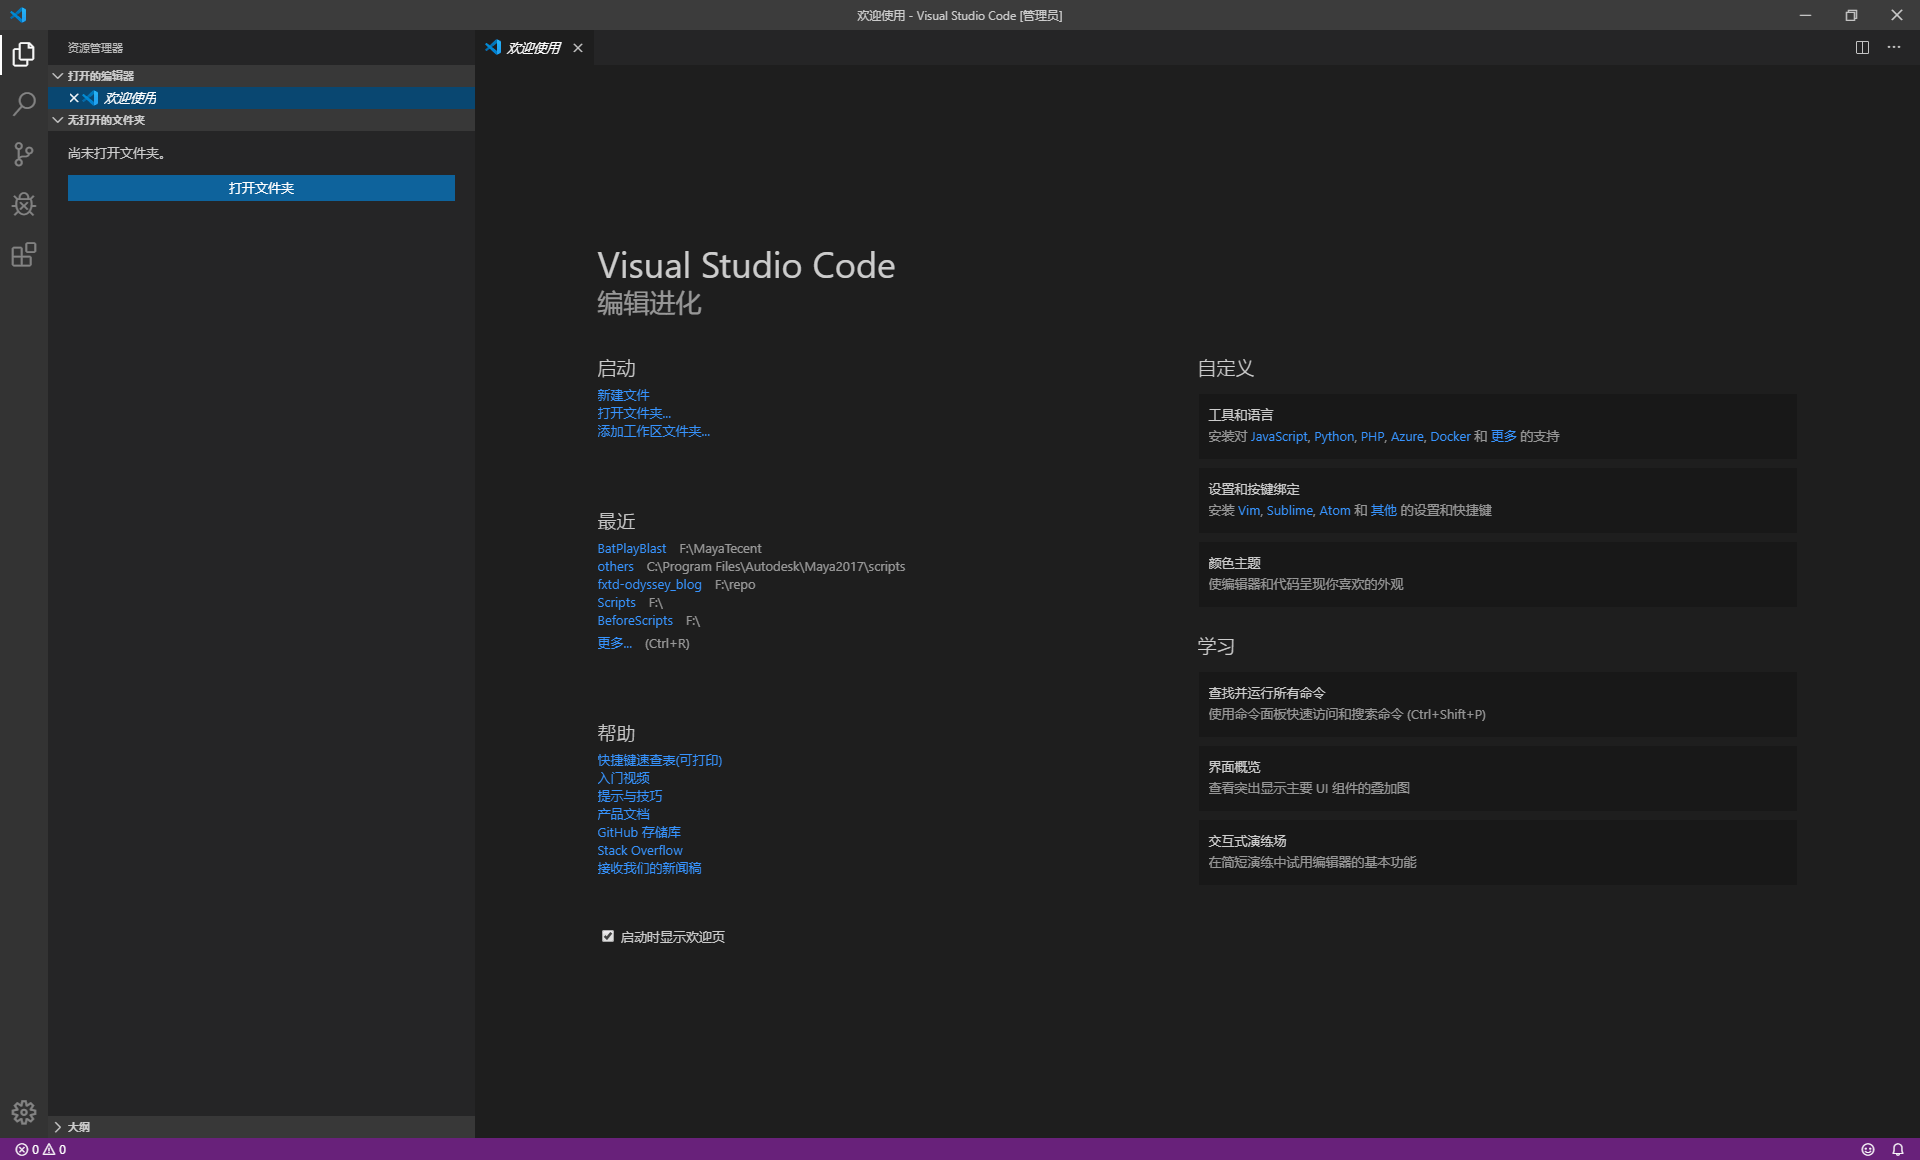 欢迎使用 - Visual Studio Code [管理员]
资源管理器
打开的编辑器
欢迎使用
无打开的文件夹
尚未打开文件夹。
打开文件夹
大纲
欢迎使用
Visual Studio Code
编辑进化
启动
新建文件
打开文件夹...
添加工作区文件夹...
最近
BatPlayBlast F:\MayaTecent
others C:\Program Files\Autodesk\Maya2017\scripts
fxtd-odyssey_blog F:\repo
Scripts F:\
BeforeScripts F:\
更多... (Ctrl+R)
帮助
快捷键速查表(可打印)
入门视频
提示与技巧
产品文档
GitHub 存储库
Stack Overflow
接收我们的新闻稿
启动时显示欢迎页
自定义
工具和语言
安装对 JavaScript, Python, PHP, Azure, Docker 和 更多 的支持
设置和按键绑定
安装 Vim, Sublime, Atom 和 其他 的设置和快捷键
颜色主题
使编辑器和代码呈现你喜欢的外观
学习
查找并运行所有命令
使用命令面板快速访问和搜索命令 (Ctrl+Shift+P)
界面概览
查看突出显示主要 UI 组件的叠加图
交互式演练场
在简短演练中试用编辑器的基本功能
0 0